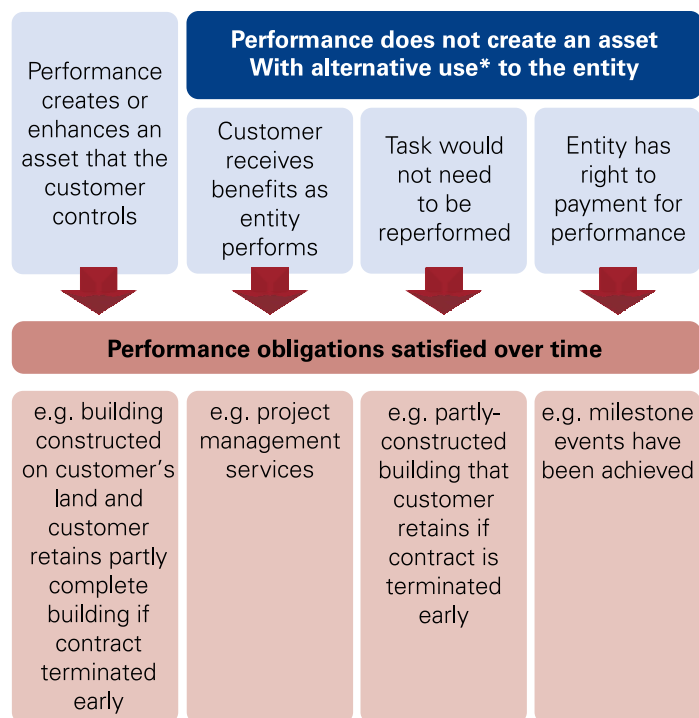 Performance
creates or
enhances an
asset that the
customer
controls
Performance does not create an asset
With alternative use* to the entity
Customer
receives
benefits as
entity
performs
Task would
not need
to be
reperformed
Entity has
right to
payment for
performance
Performance obligations satisfied over time
e.g. building
constructed
on customer’s
land and
customer
retains partly
complete
building if
contract
terminated
early
e.g. project
management
services
e.g. partly-
constructed
building that
customer
retains if
contract is
terminated
early
e.g. milestone
events have
been achieved